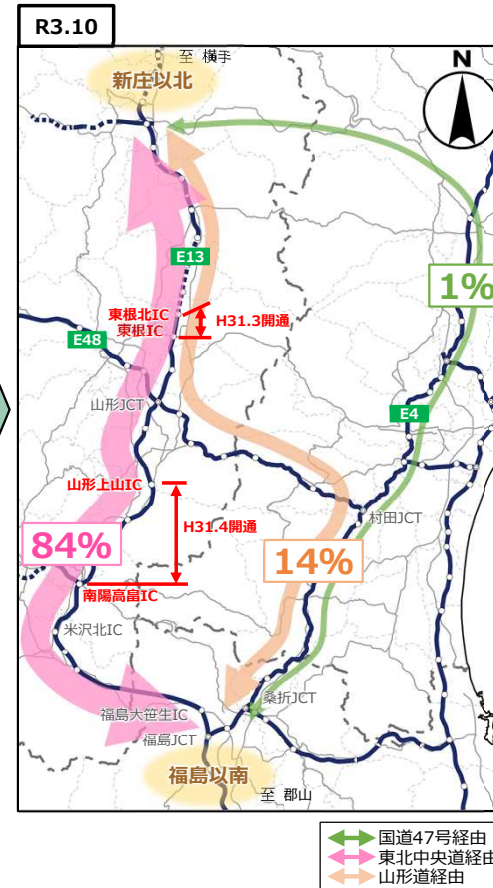 R3.10
至 横手
新庄以北
N
E13
1%
東根北IC
東根IC
H31.3開通
E48
山形JCT
E4
山形上山IC
H31.4開通
村田JCT
84%
14%
南陽高畠IC
米沢北IC
桑折JCT
福島大笹生IC
福島JCT
福島以南
至 郡山
国道47号経由
東北中央道経由
山形道経由